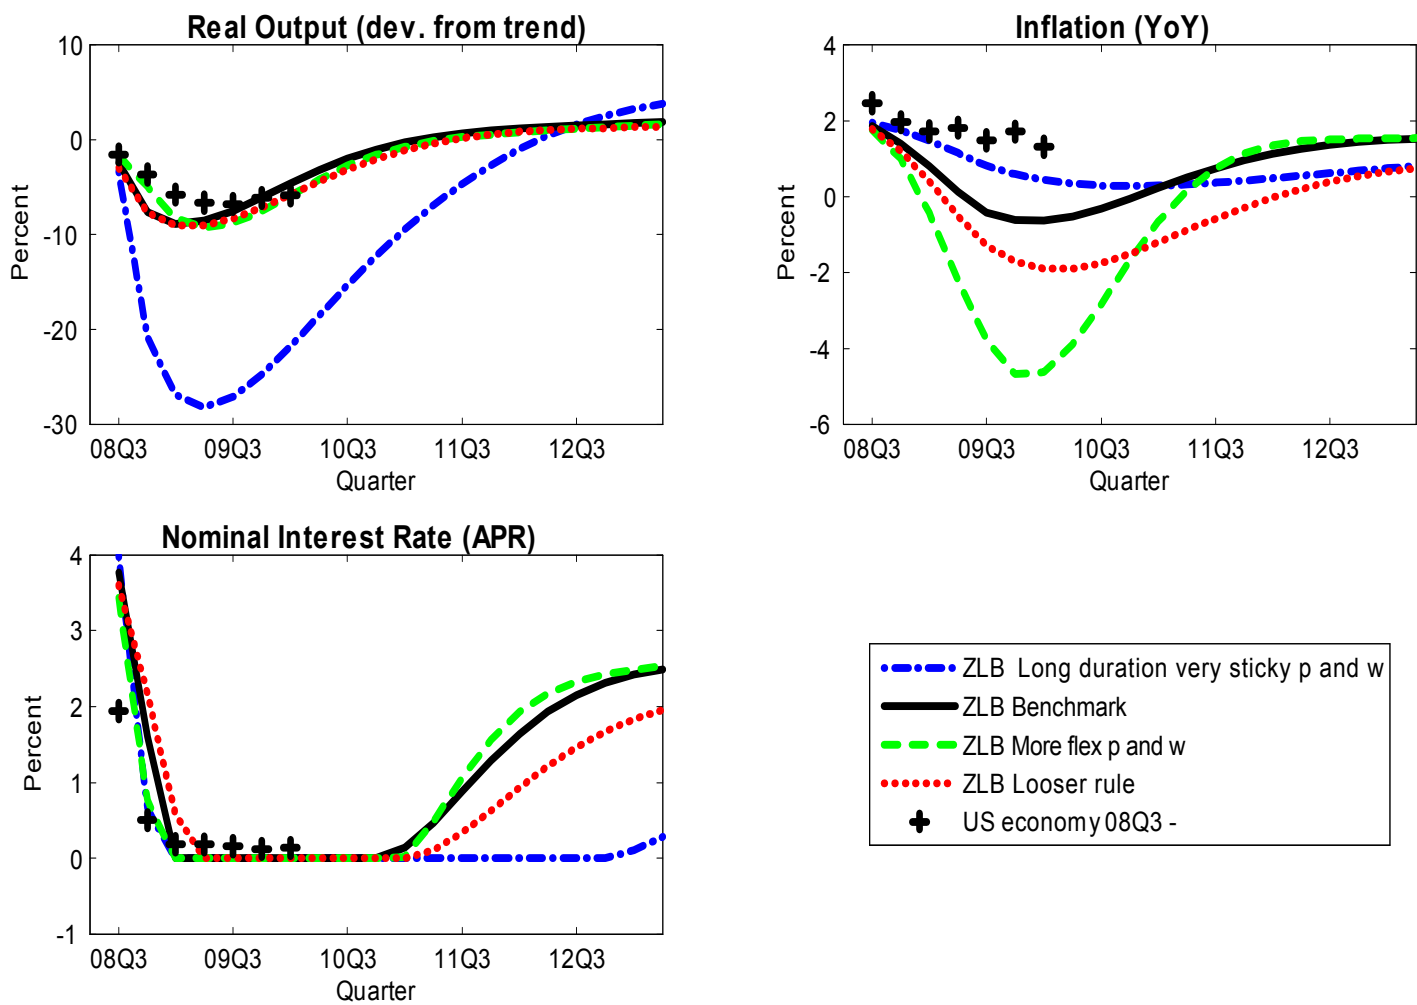 Real Output (dev. from trend)
10
0
-10
-20
-30
Percent
08Q3 09Q3 10Q3 11Q3 12Q3
Quarter
Inflation (YoY)
4
2
0
-2
-4
-6
Percent
08Q3 09Q3 10Q3 11Q3 12Q3
Quarter
Nominal Interest Rate (APR)
4
3
2
1
0
-1
Percent
08Q3 09Q3 10Q3 11Q3 12Q3
Quarter
ZLB Long duration very sticky p and w
ZLB Benchmark
ZLB More flex p and w
ZLB Looser rule
US economy 08Q3 -